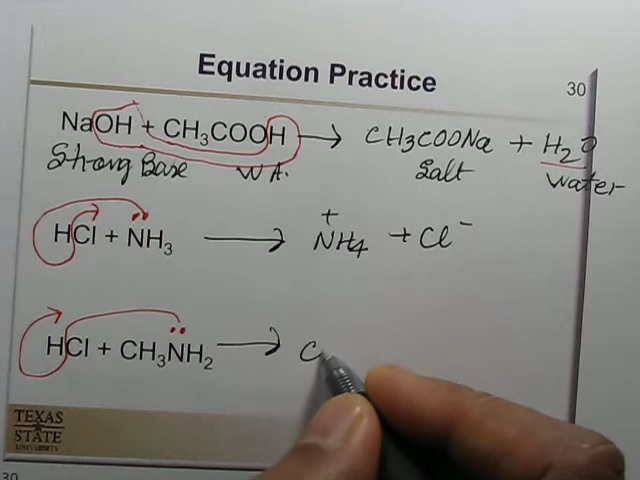 Equation Practice
30
NaOH + CH₃COOH → CH3COONa + H2O
Strong Base W A. Salt Water
HCl + NH₃ → NH4⁺ + Cl⁻
HCl + CH₃NH₂ → C
TEXAS
STATE
UNIVERSITY
30